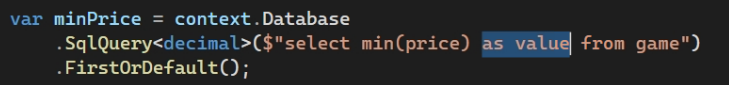 var minPrice = context.Database
.SqlQuery<decimal>($"select min(price) as value from game")
.FirstOrDefault();